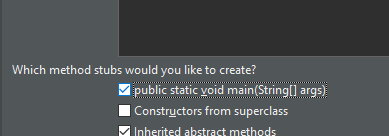 Which method stubs would you like to create?
public static void main(String[] args)
Constructors from superclass
Inherited abstract methods